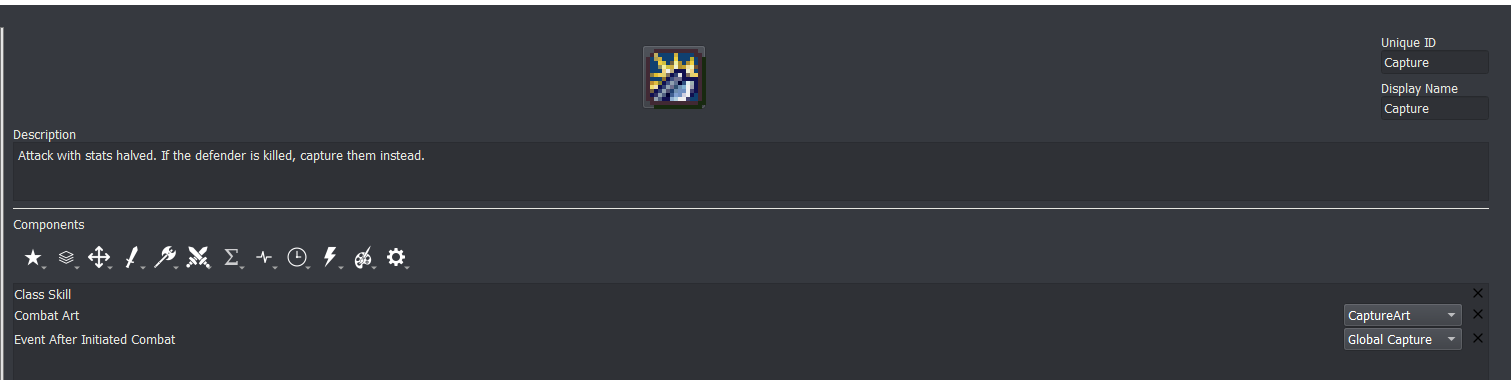 Unique ID
Capture
Display Name
Capture
Description
Attack with stats halved. If the defender is killed, capture them instead.
Components
Class Skill
Combat Art CaptureArt
Event After Initiated Combat Global Capture